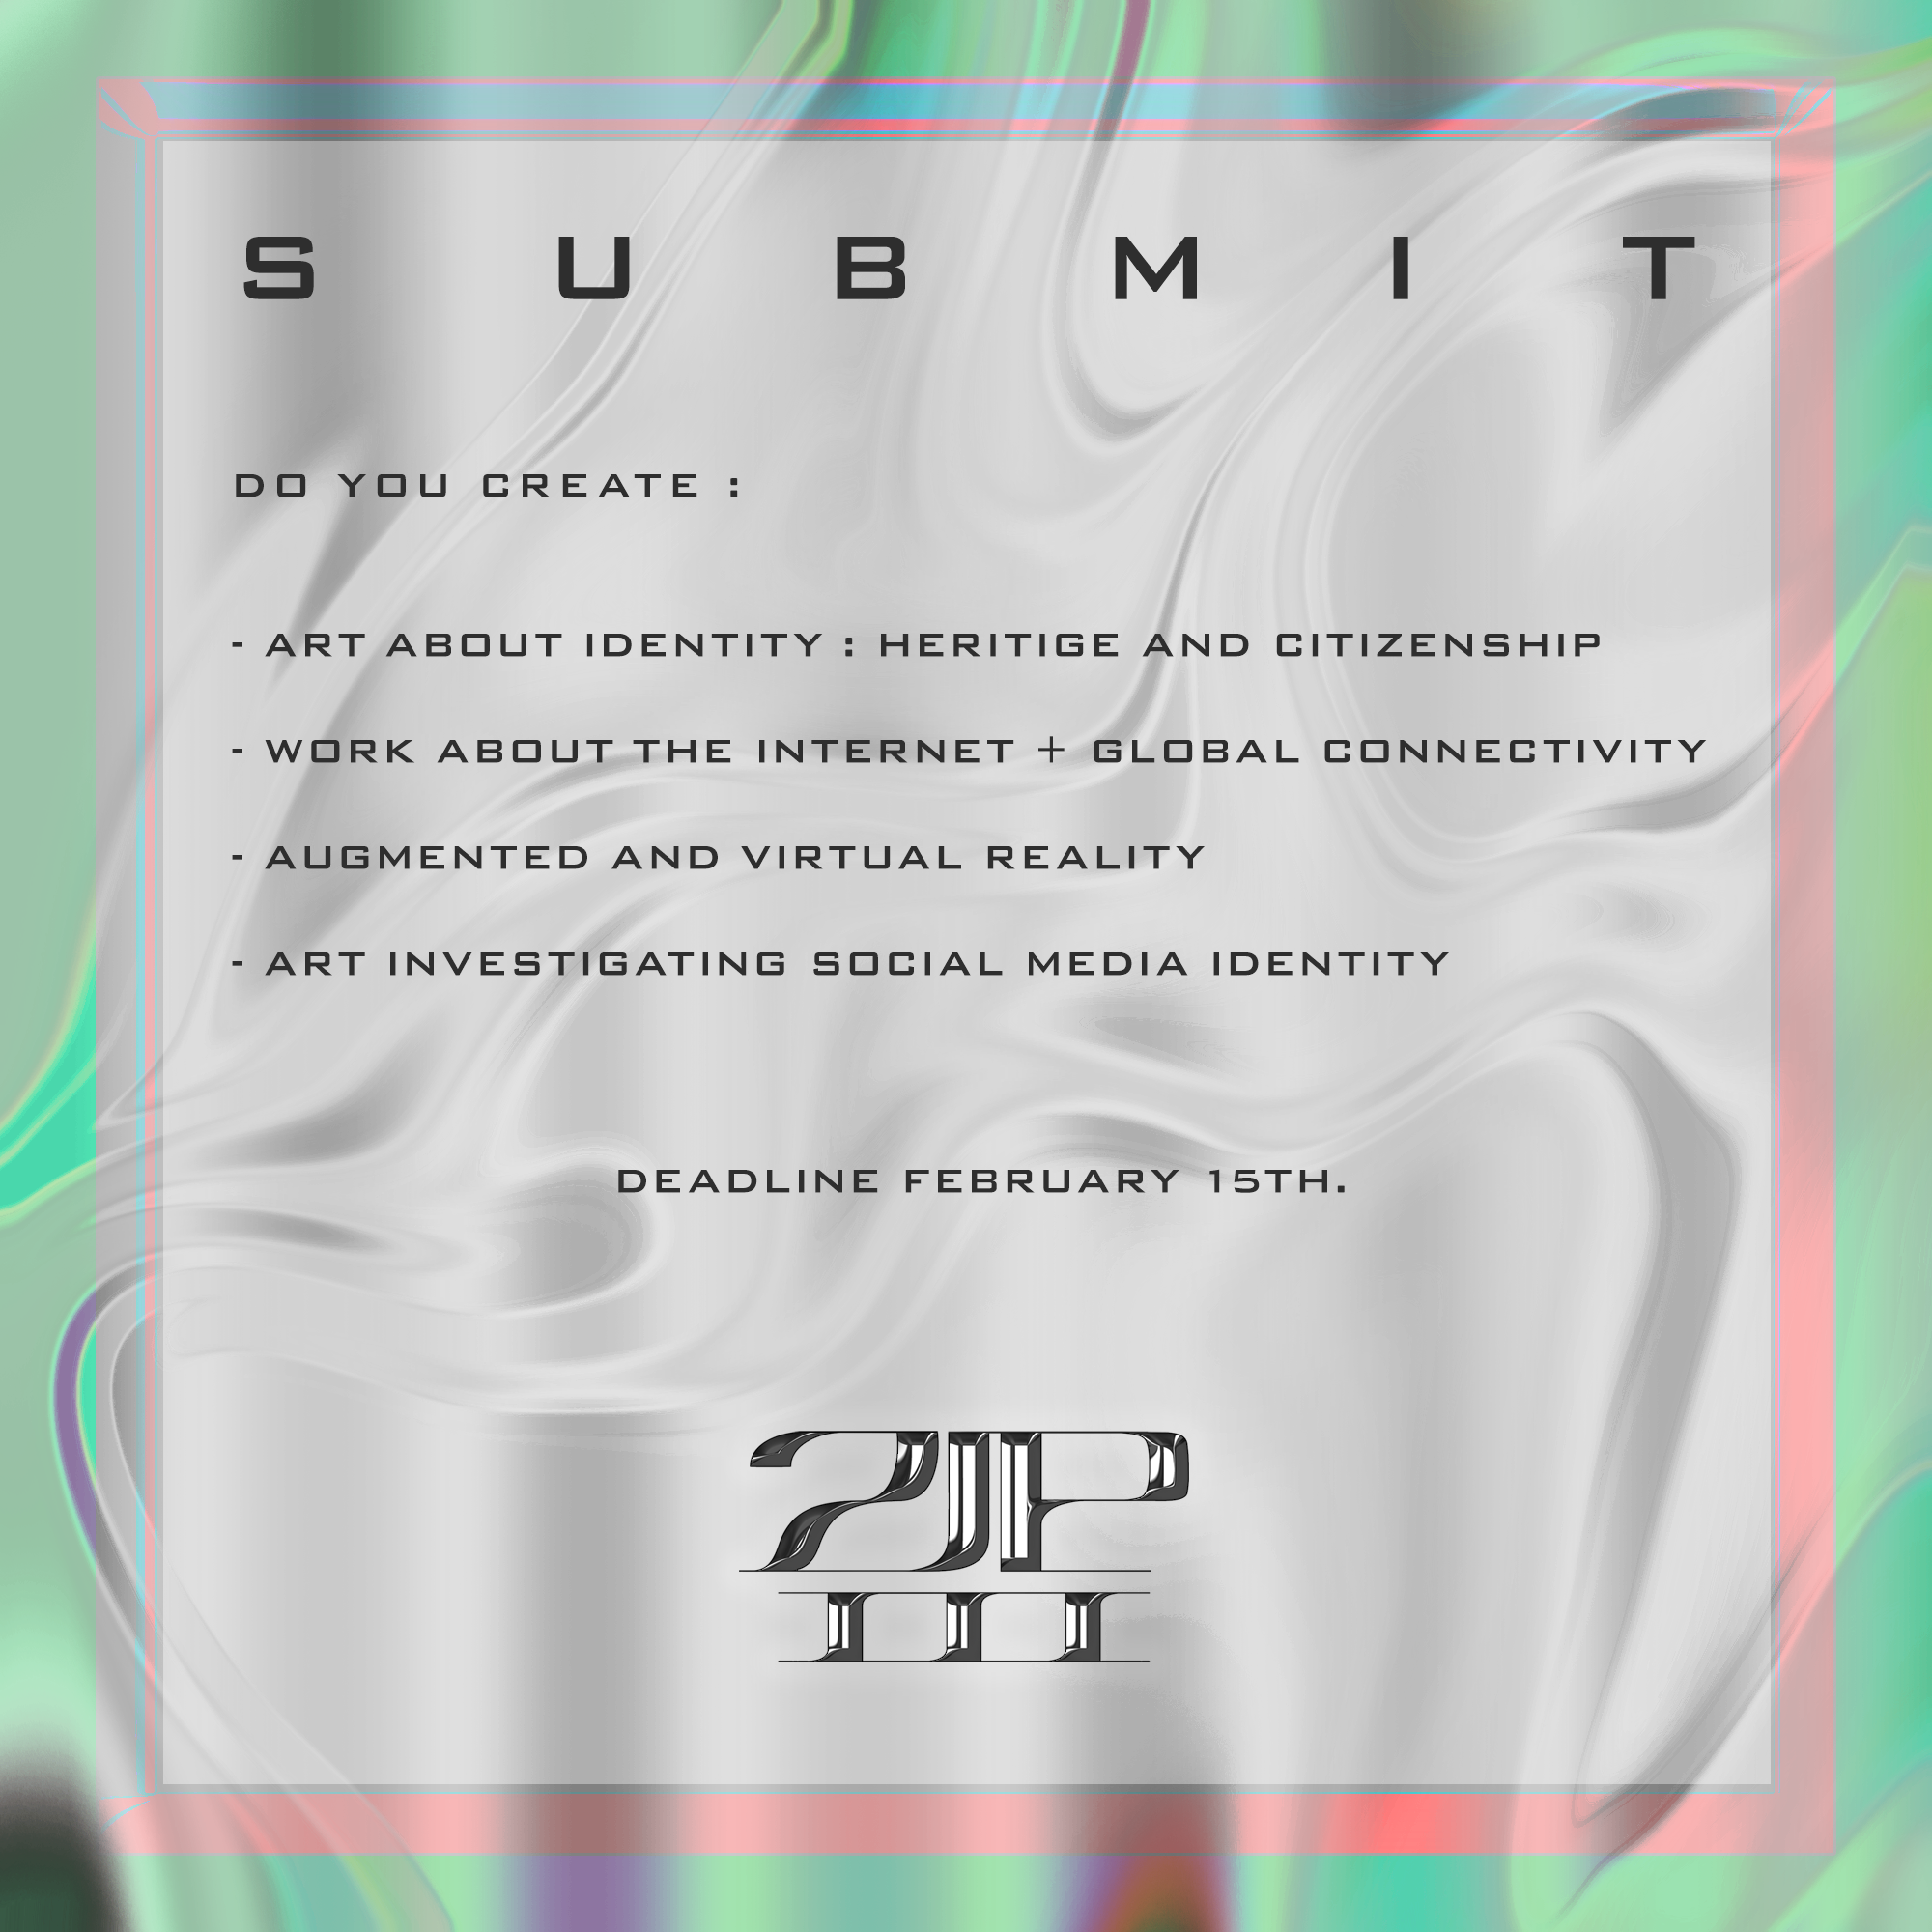 SUBMIT
DO YOU CREATE :
- ART ABOUT IDENTITY : HERITIGE AND CITIZENSHIP
- WORK ABOUT THE INTERNET + GLOBAL CONNECTIVITY
- AUGMENTED AND VIRTUAL REALITY
- ART INVESTIGATING SOCIAL MEDIA IDENTITY
DEADLINE FEBRUARY 15TH.
III